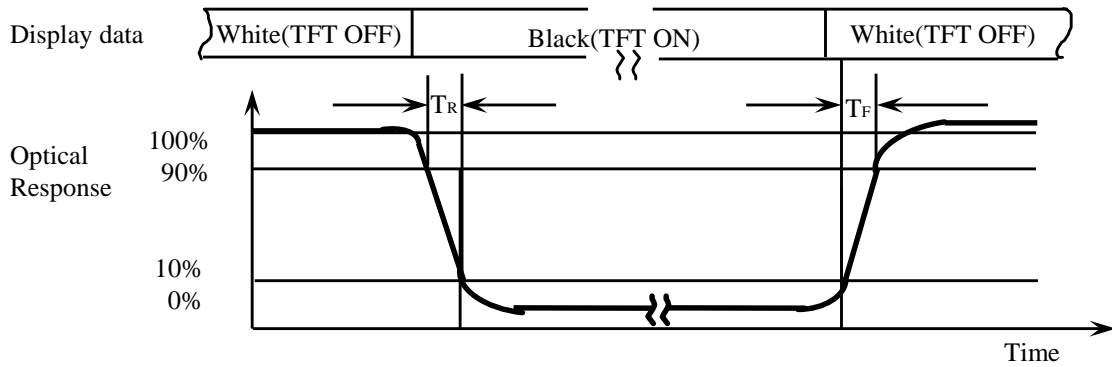 Display data
White(TFT OFF)
Black(TFT ON)
White(TFT OFF)
TR
TF
Optical
Response
100%
90%
10%
0%
Time